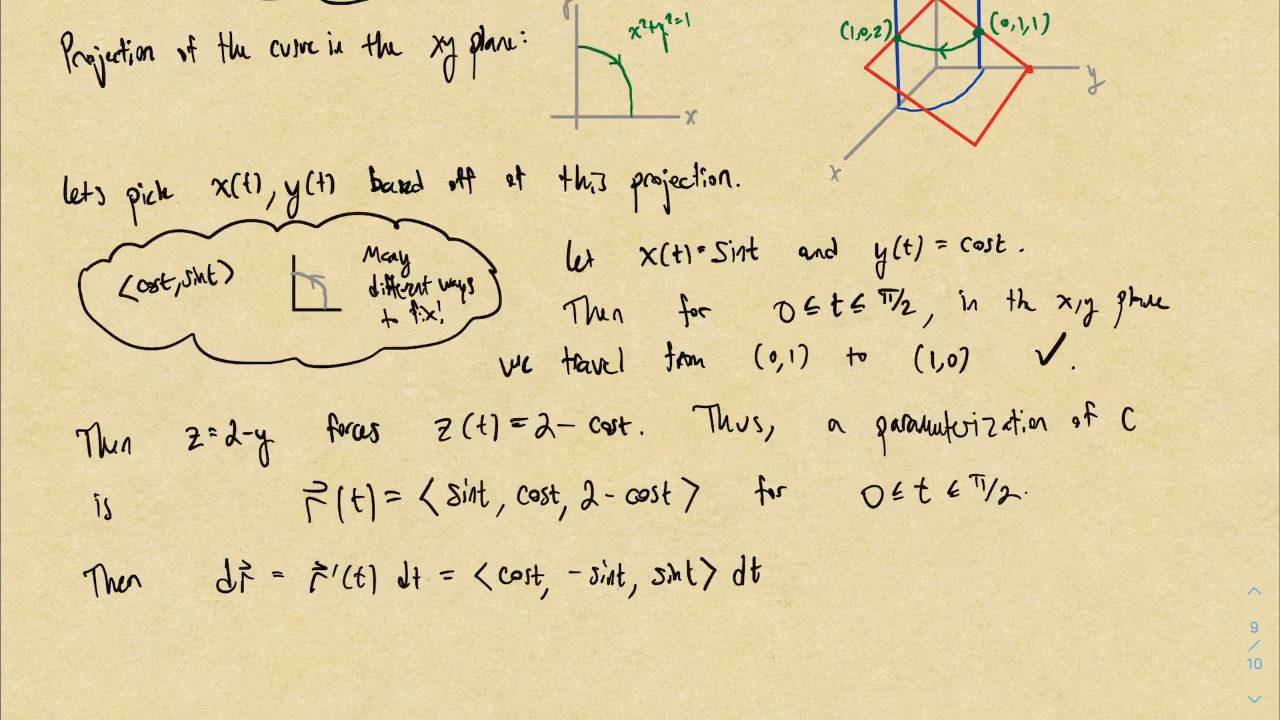 Projection of the curve in the xy plane:
x²+y²=1
x
(1,0,2)
(0,1,1)
y
x
Lets pick x(t), y(t) based off of this projection.
<cost, sint>
Many
different ways
to fix!
Let x(t) = sint and y(t) = cost.
Then for 0 ≤ t ≤ π/2, in the x,y plane
we travel from (0,1) to (1,0) ✓.
Then z=2-y forces z(t) = 2 - cost. Thus, a parameterization of C
is r⃗(t) = <sint, cost, 2 - cost> for 0 ≤ t ≤ π/2.
Then dr⃗ = r⃗'(t) dt = <cost, -sint, sint> dt
9
/
10